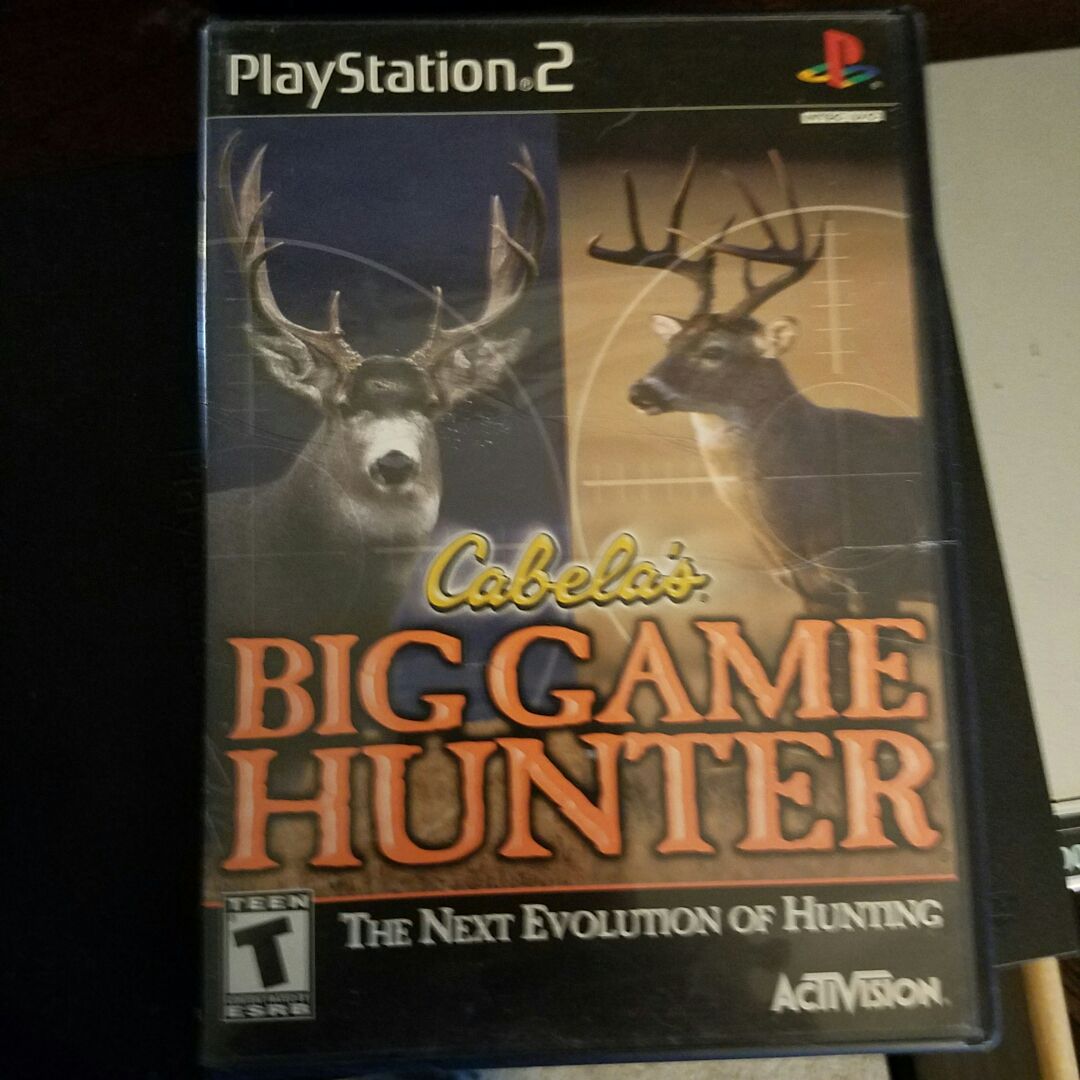 PlayStation®2
Cabela's®
BIG GAME
HUNTER
TEEN
T
ESRB
THE NEXT EVOLUTION OF HUNTING
ACTIVISION®